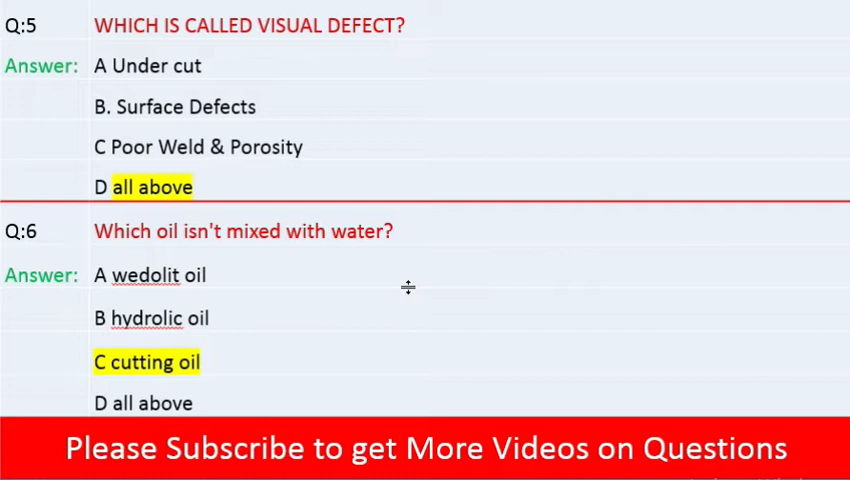 Q:5 WHICH IS CALLED VISUAL DEFECT?
Answer: A Under cut
B. Surface Defects
C Poor Weld & Porosity
D all above
Q:6 Which oil isn't mixed with water?
Answer: A wedolit oil
B hydrolic oil
C cutting oil
D all above
Please Subscribe to get More Videos on Questions